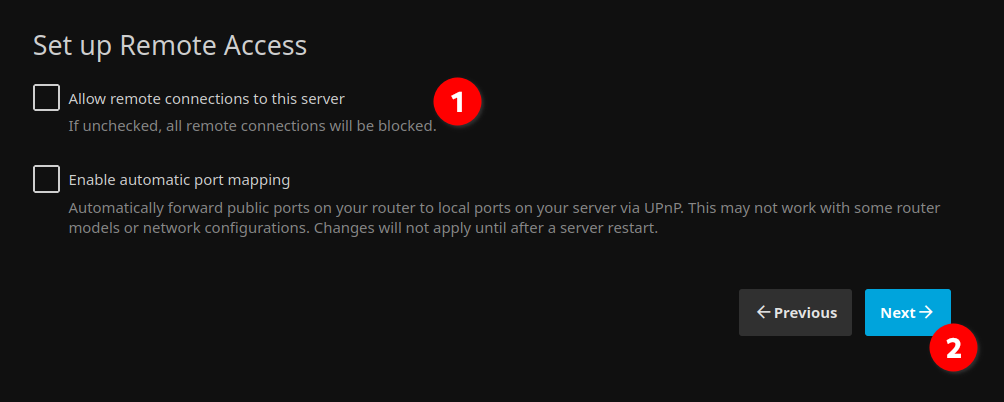 Set up Remote Access
Allow remote connections to this server
1
If unchecked, all remote connections will be blocked.
Enable automatic port mapping
Automatically forward public ports on your router to local ports on your server via UPnP. This may not work with some router
models or network configurations. Changes will not apply until after a server restart.
←Previous
Next→
2